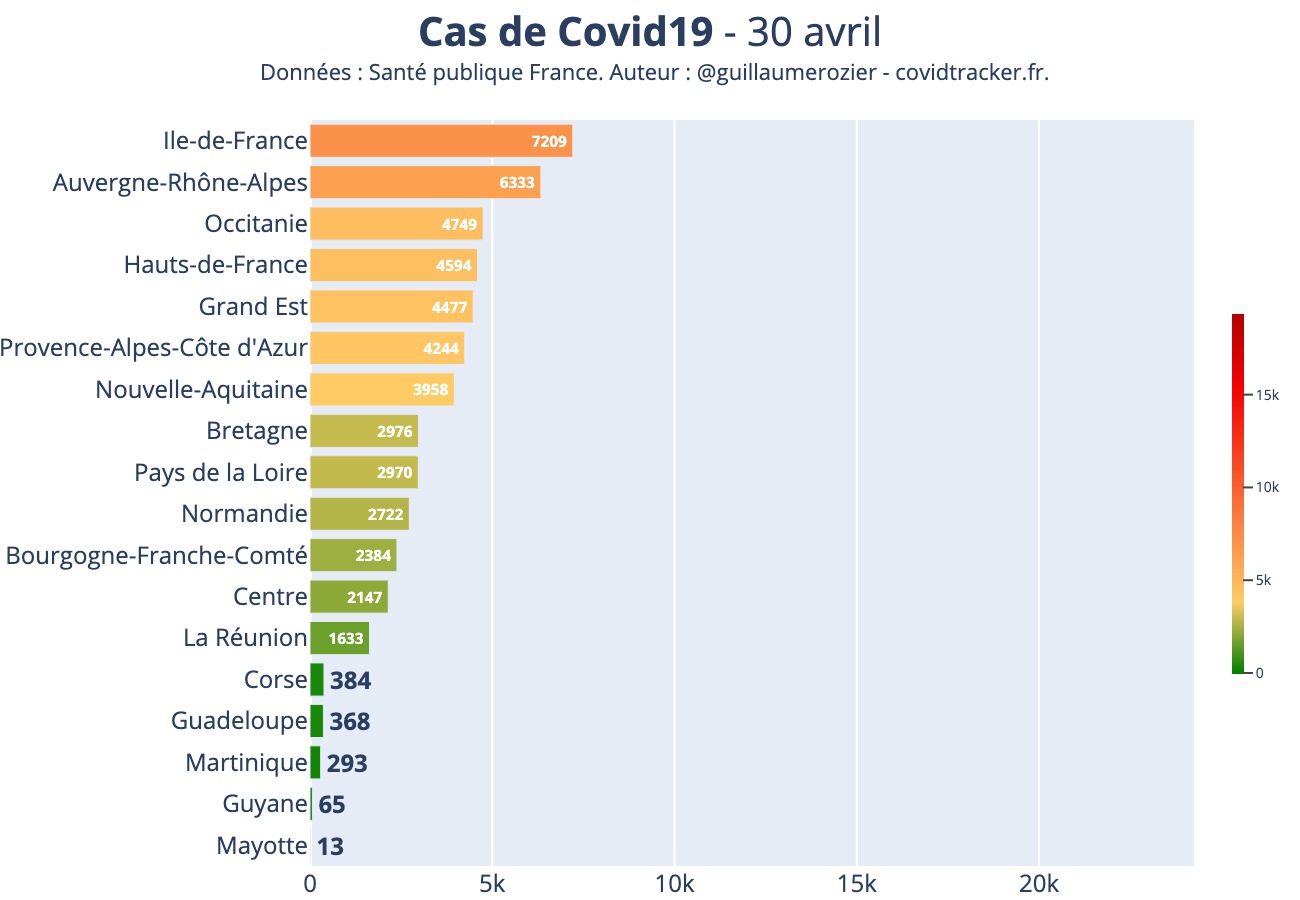 Cas de Covid19 - 30 avril
Données : Santé publique France. Auteur : @guillaumerozier - covidtracker.fr.
Ile-de-France 7209
Auvergne-Rhône-Alpes 6333
Occitanie 4749
Hauts-de-France 4594
Grand Est 4477
Provence-Alpes-Côte d'Azur 4244
Nouvelle-Aquitaine 3958
Bretagne 2976
Pays de la Loire 2970
Normandie 2722
Bourgogne-Franche-Comté 2384
Centre 2147
La Réunion 1633
Corse 384
Guadeloupe 368
Martinique 293
Guyane 65
Mayotte 13
0 5k 10k 15k 20k
15k
10k
5k
0